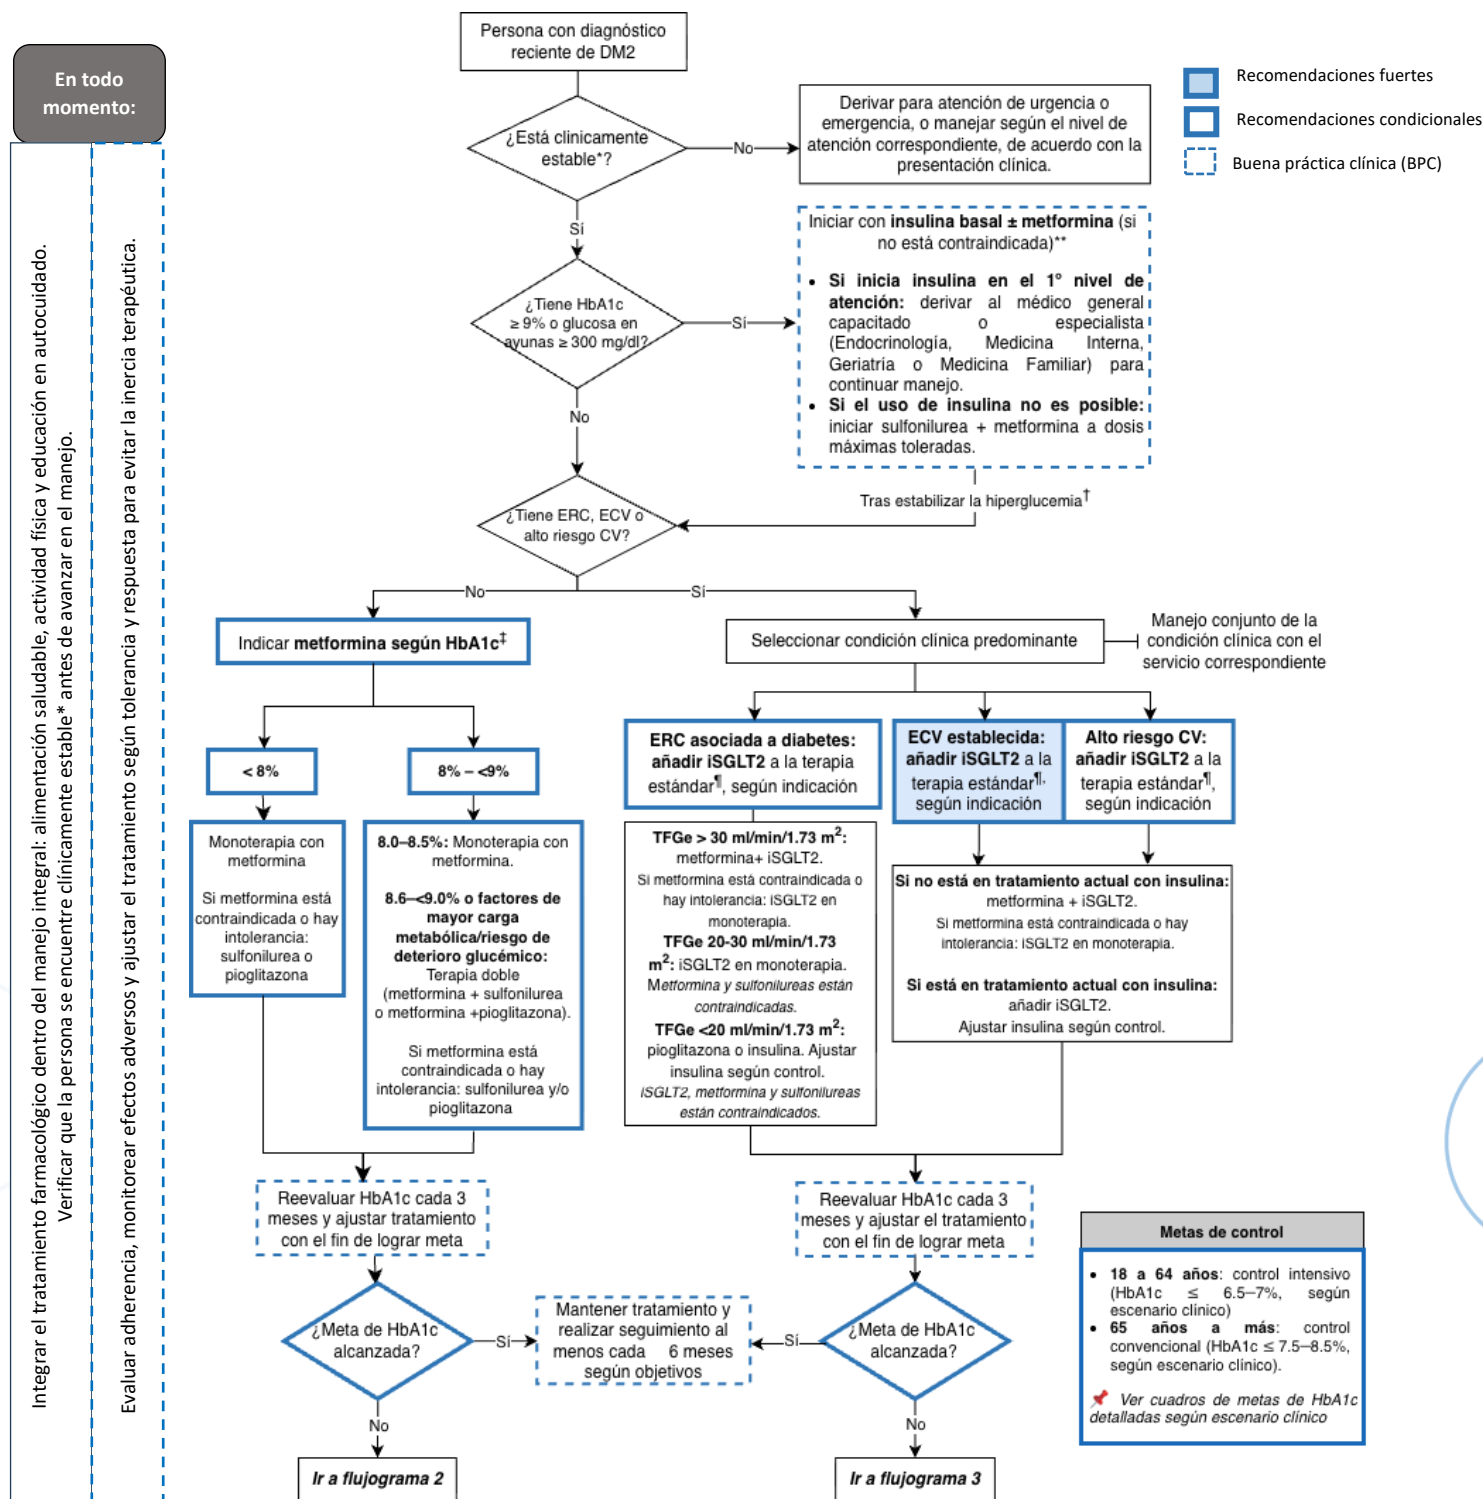 Persona con diagnóstico
reciente de DM2
En todo
momento:
Integrar el tratamiento farmacológico dentro del manejo integral: alimentación saludable, actividad física y educación en autocuidado.
Verificar que la persona se encuentre clínicamente estable* antes de avanzar en el manejo.
Evaluar adherencia, monitorear efectos adversos y ajustar el tratamiento según tolerancia y respuesta para evitar la inercia terapéutica.
Recomendaciones fuertes
Recomendaciones condicionales
Buena práctica clínica (BPC)
¿Está clinicamente
estable*?
No
Derivar para atención de urgencia o
emergencia, o manejar según el nivel de
atención correspondiente, de acuerdo con la
presentación clínica.
Sí
¿Tiene HbA1c
≥ 9% o glucosa en
ayunas ≥ 300 mg/dl?
Sí
Iniciar con insulina basal ± metformina (si
no está contraindicada)**
• Si inicia insulina en el 1° nivel de
atención: derivar al médico general
capacitado o especialista
(Endocrinología, Medicina Interna,
Geriatría o Medicina Familiar) para
continuar manejo.
• Si el uso de insulina no es posible:
iniciar sulfonilurea + metformina a dosis
máximas toleradas.
No
Tras estabilizar la hiperglucemia†
¿Tiene ERC, ECV o
alto riesgo CV?
No
Sí
Indicar metformina según HbA1c‡
Seleccionar condición clínica predominante
Manejo conjunto de la
condición clínica con el
servicio correspondiente
< 8%
8% – <9%
Monoterapia con
metformina
Si metformina está
contraindicada o hay
intolerancia:
sulfonilurea o
pioglitazona
8.0–8.5%: Monoterapia con
metformina.
8.6–<9.0% o factores de
mayor carga
metabólica/riesgo de
deterioro glucémico:
Terapia doble
(metformina + sulfonilurea
o metformina +pioglitazona).
Si metformina está
contraindicada o hay
intolerancia: sulfonilurea y/o
pioglitazona
ERC asociada a diabetes:
añadir iSGLT2 a la terapia
estándar¶, según indicación
ECV establecida:
añadir iSGLT2 a la
terapia estándar¶,
según indicación
Alto riesgo CV:
añadir iSGLT2 a la
terapia estándar¶,
según indicación
TFGe > 30 ml/min/1.73 m²:
metformina+ iSGLT2.
Si metformina está contraindicada o
hay intolerancia: iSGLT2 en
monoterapia.
TFGe 20-30 ml/min/1.73
m²: iSGLT2 en monoterapia.
Metformina y sulfonilureas están
contraindicadas.
TFGe <20 ml/min/1.73 m²:
pioglitazona o insulina. Ajustar
insulina según control.
iSGLT2, metformina y sulfonilureas
están contraindicados.
Si no está en tratamiento actual con insulina:
metformina + iSGLT2.
Si metformina está contraindicada o hay
intolerancia: iSGLT2 en monoterapia.
Si está en tratamiento actual con insulina:
añadir iSGLT2.
Ajustar insulina según control.
Reevaluar HbA1c cada 3
meses y ajustar tratamiento
con el fin de lograr meta
Reevaluar HbA1c cada 3
meses y ajustar el tratamiento
con el fin de lograr meta
¿Meta de HbA1c
alcanzada?
Sí
Mantener tratamiento y
realizar seguimiento al
menos cada 6 meses
según objetivos
Sí
¿Meta de HbA1c
alcanzada?
No
No
Ir a flujograma 2
Ir a flujograma 3
Metas de control
• 18 a 64 años: control intensivo
(HbA1c ≤ 6.5–7%, según
escenario clínico)
• 65 años a más: control
convencional (HbA1c ≤ 7.5–8.5%,
según escenario clínico).
Ver cuadros de metas de HbA1c
detalladas según escenario clínico